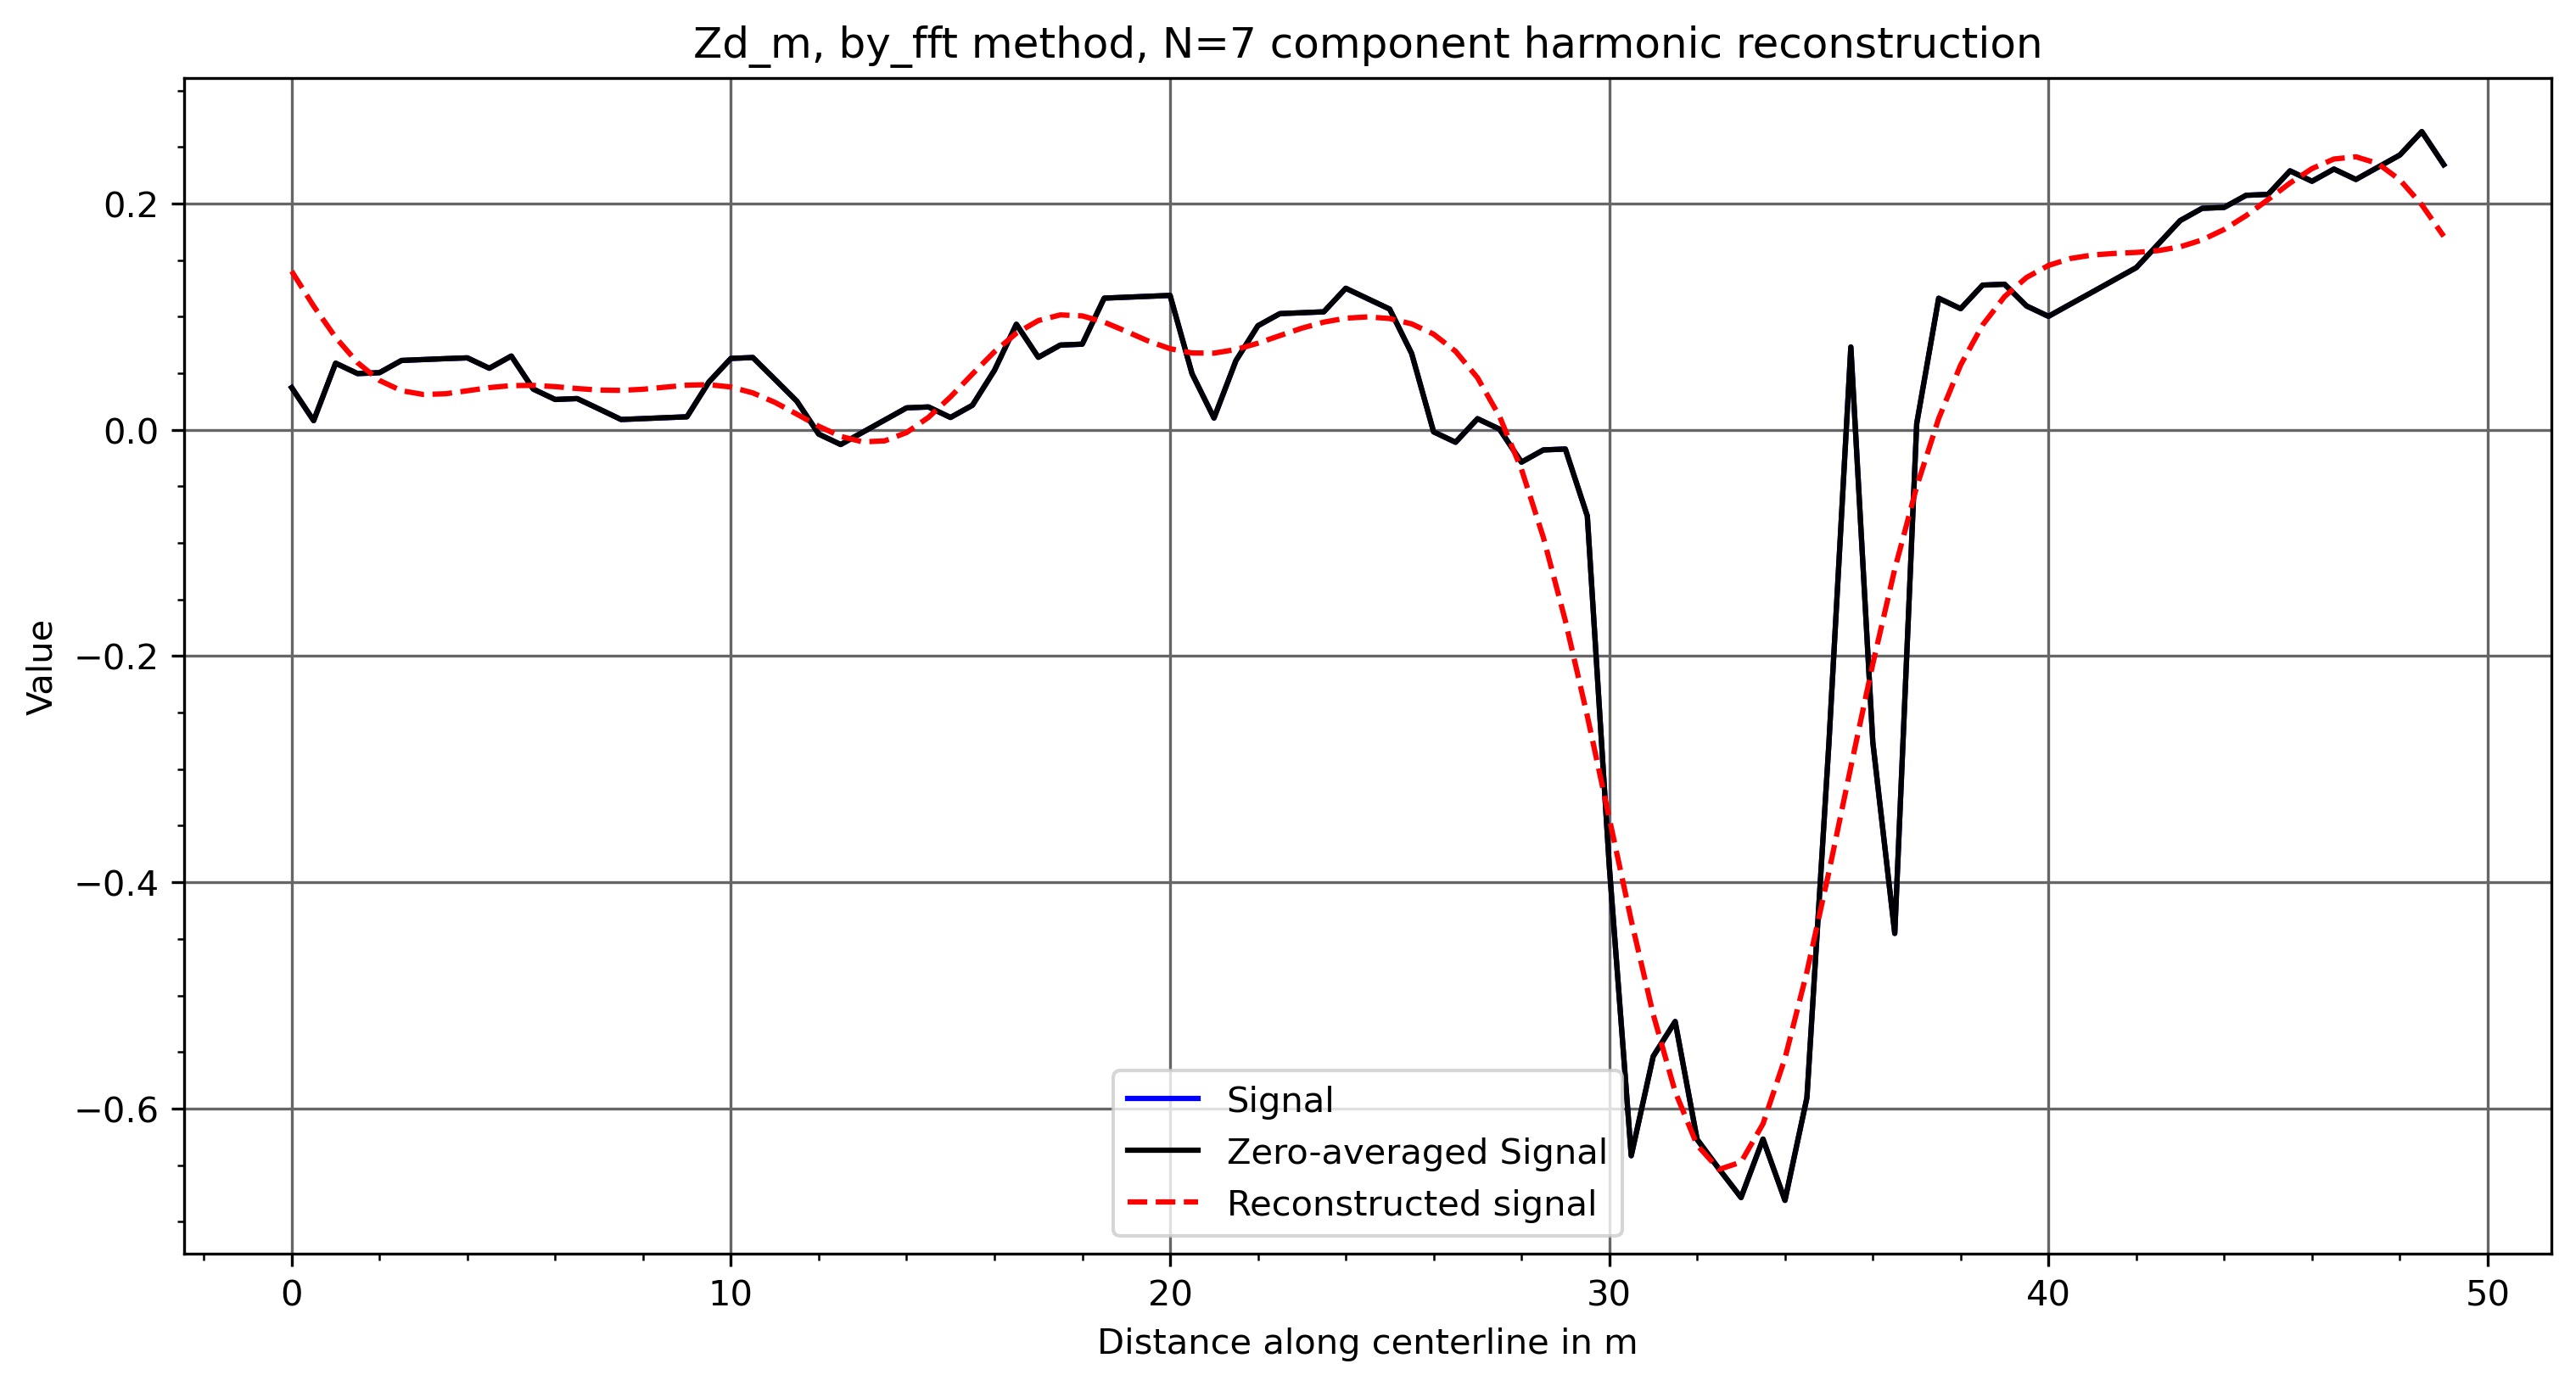 Zd_m, by_fft method, N=7 component harmonic reconstruction
Value
0.2
0.0
−0.2
−0.4
−0.6
Signal
Zero-averaged Signal
Reconstructed signal
0 10 20 30 40 50
Distance along centerline in m